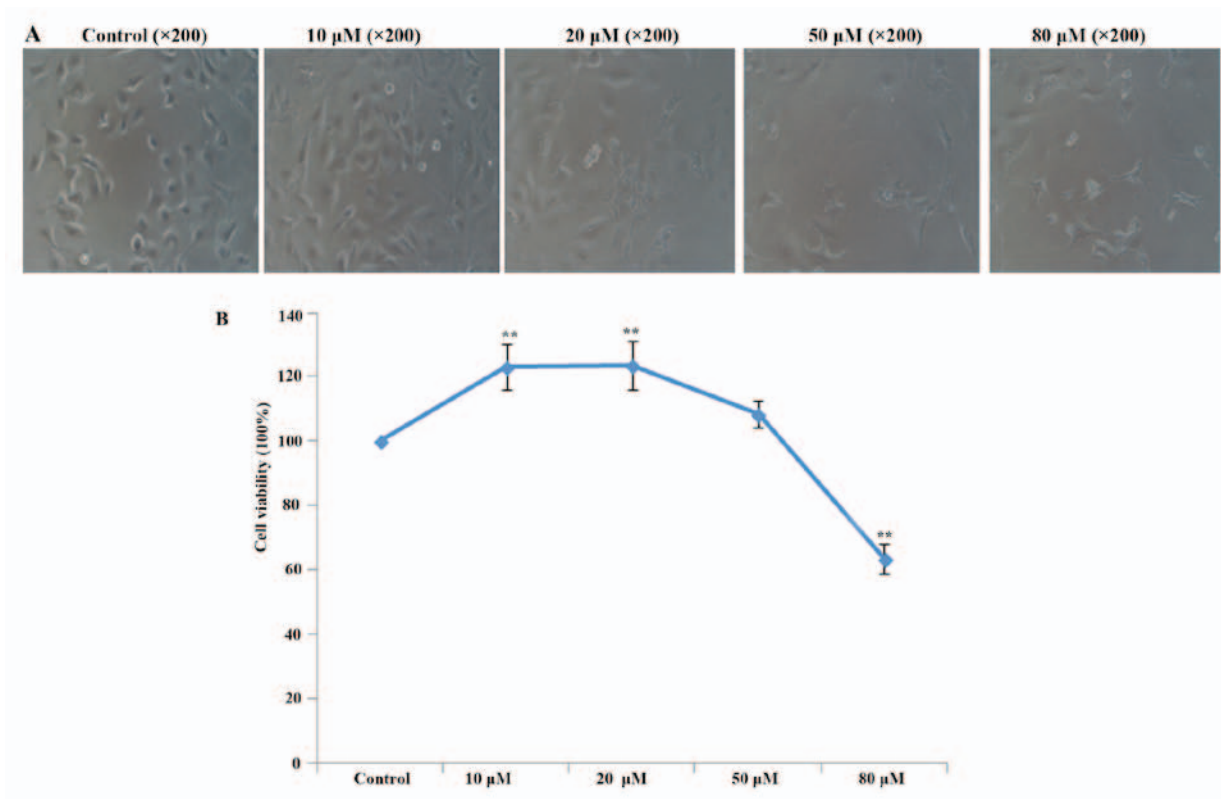 A
Control (×200)
10 µM (×200)
20 µM (×200)
50 µM (×200)
80 µM (×200)
B
Cell viability (100%)
140
120
100
80
60
40
20
0
**
**
**
Control
10 µM
20 µM
50 µM
80 µM